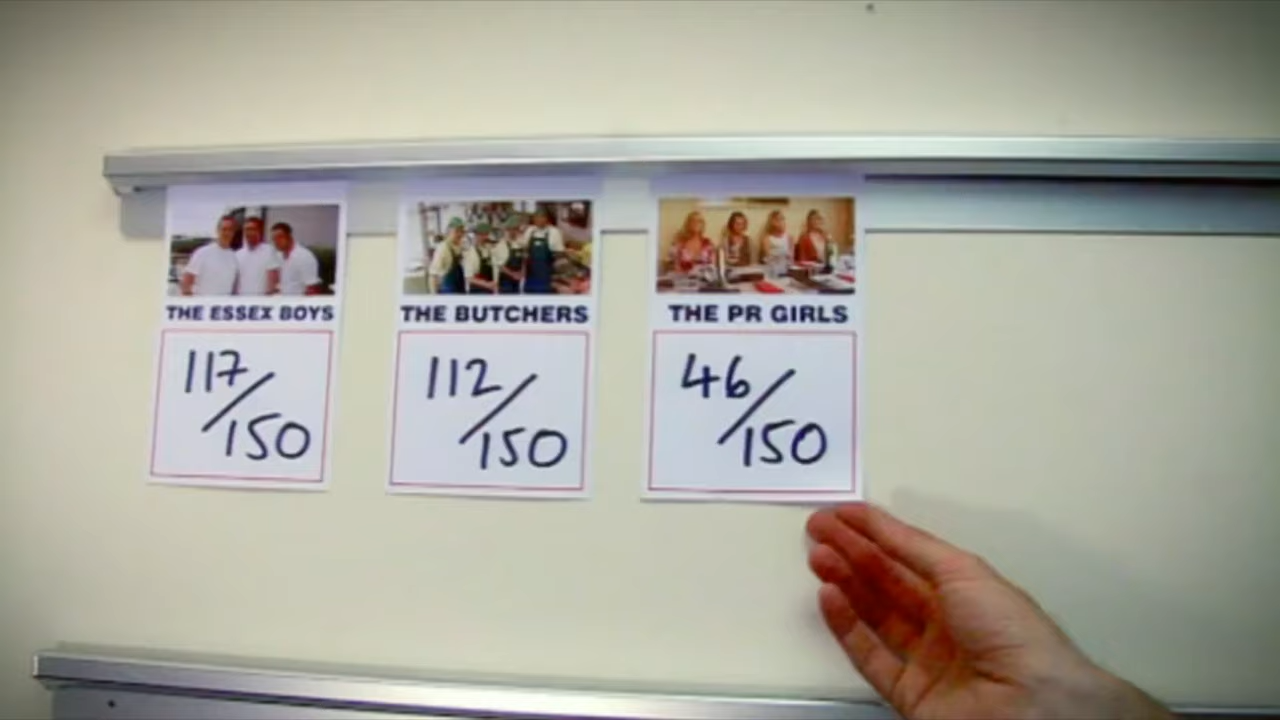 THE ESSEX BOYS
117/150
THE BUTCHERS
112/150
THE PR GIRLS
46/150